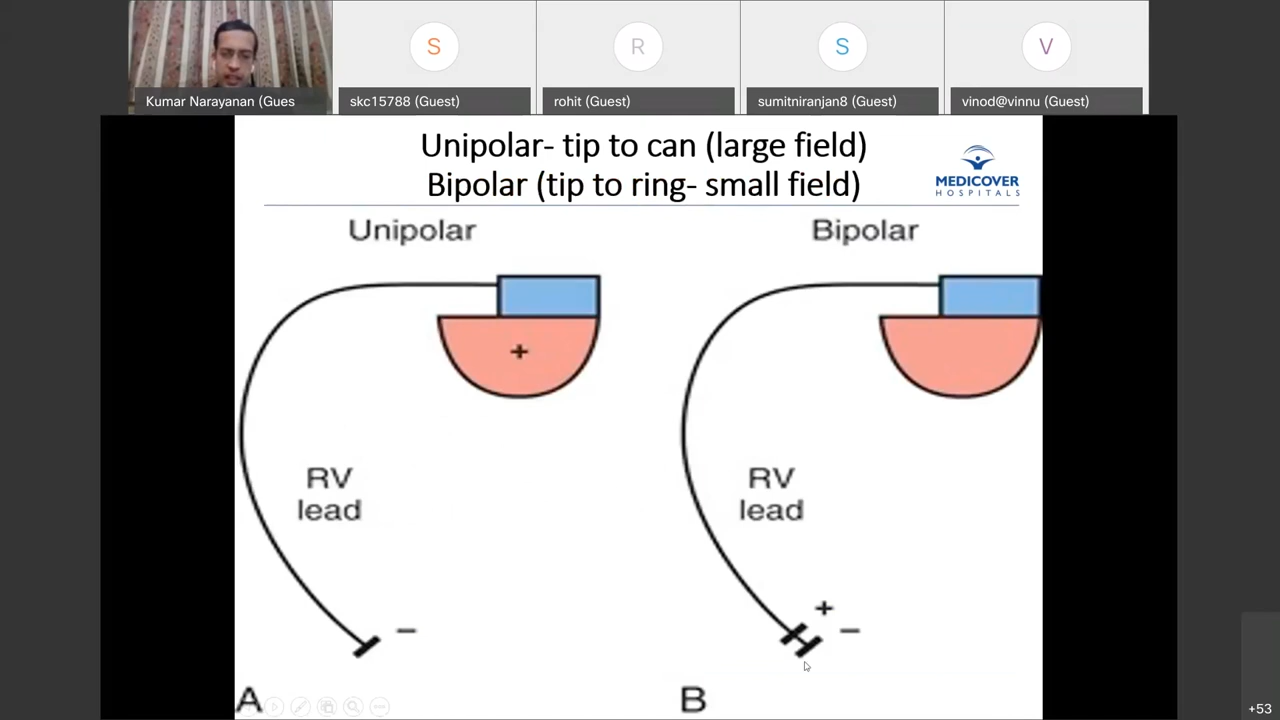 S
R
S
V
Kumar Narayanan (Gues
skc15788 (Guest)
rohit (Guest)
sumitniranjan8 (Guest)
vinod@vinnu (Guest)
Unipolar- tip to can (large field)
Bipolar (tip to ring- small field)
MEDICOVER
HOSPITALS
Unipolar
Bipolar
+
RV
lead
RV
lead
−
+
−
A
B
+53